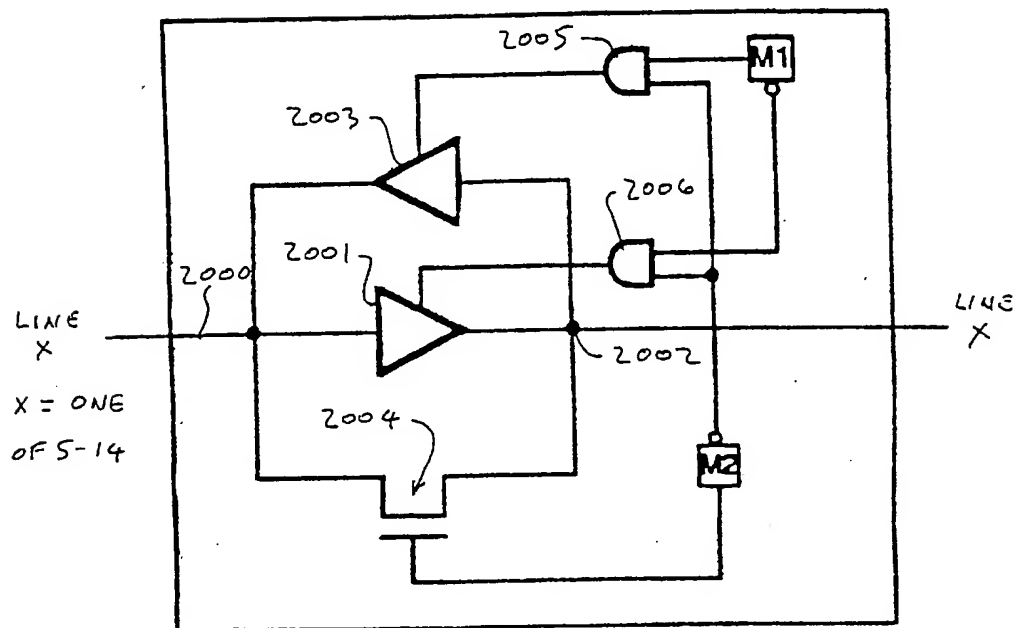 2005
M1
2003
2006
2001
2000
LINE
X
LINE
X
2002
X = ONE
OF 5-14
2004
M2